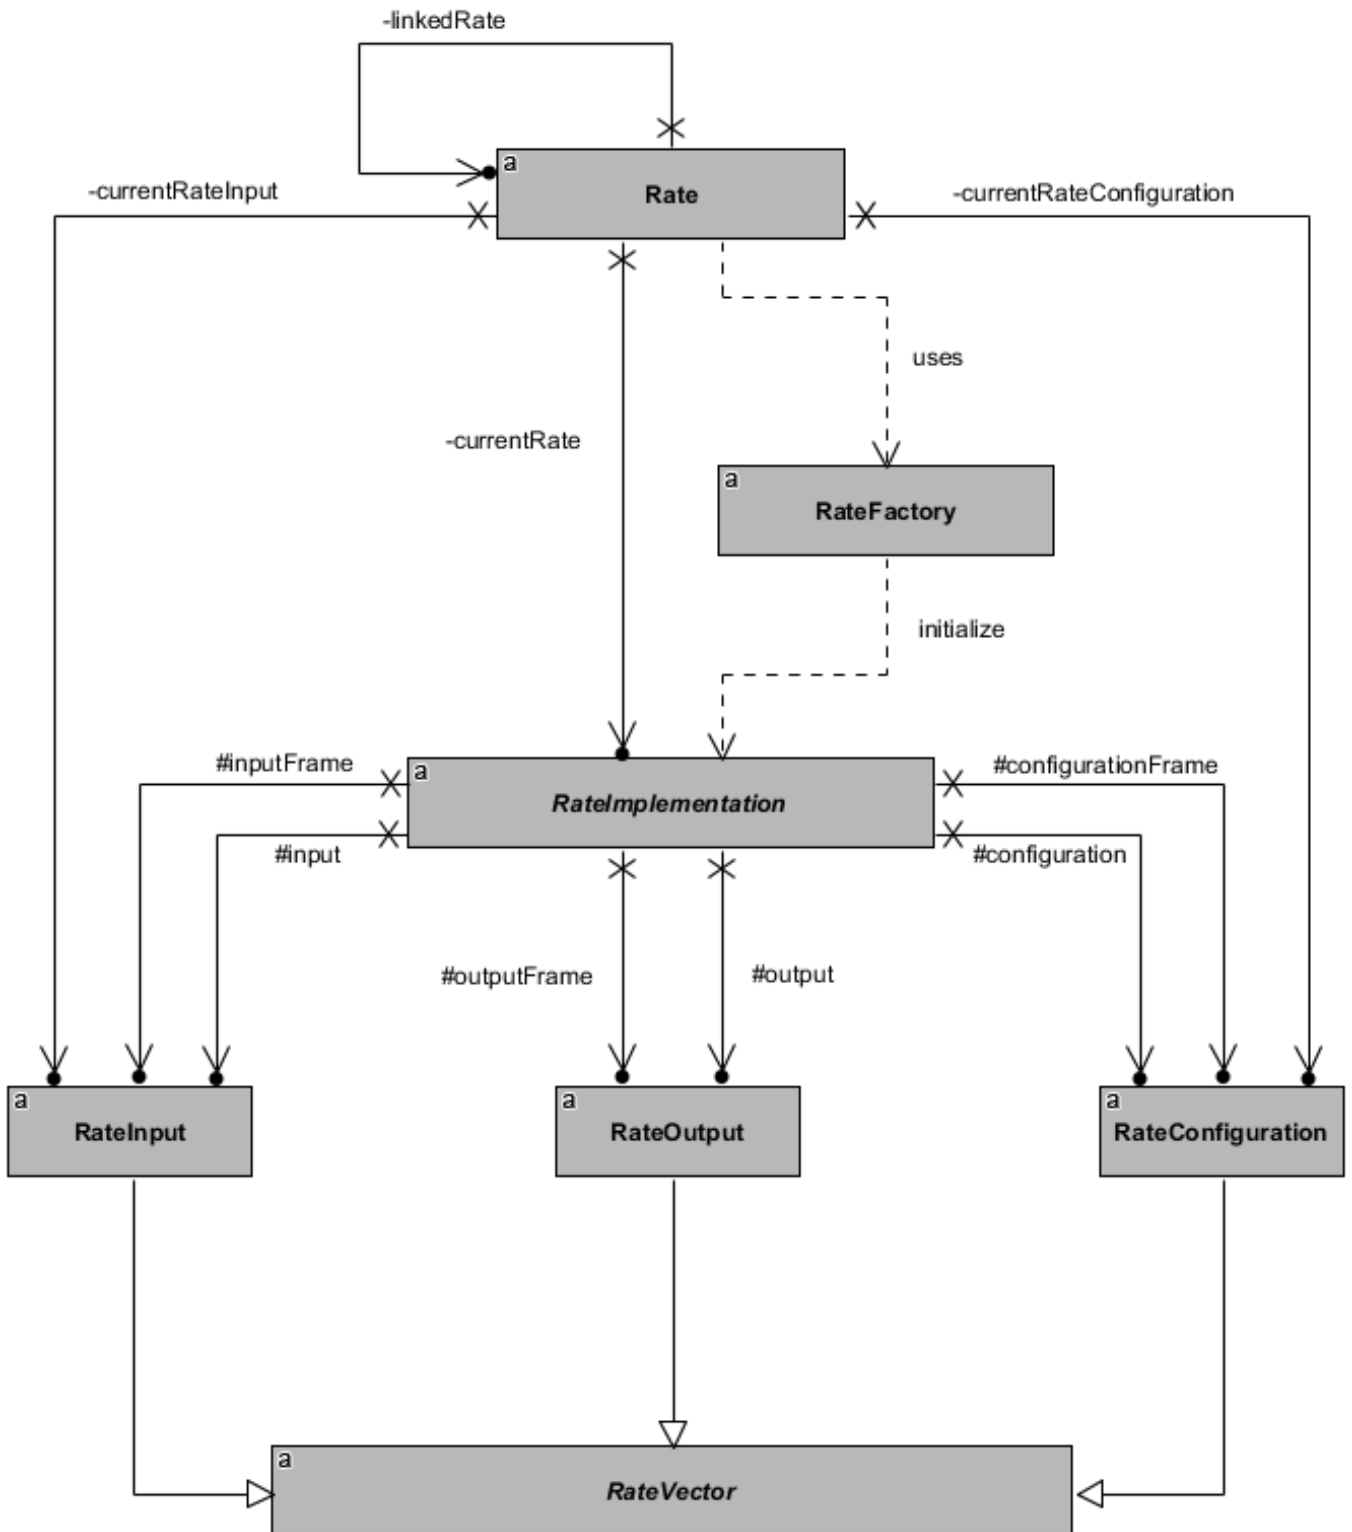 -linkedRate
a
Rate
-currentRateInput
-currentRateConfiguration
uses
-currentRate
a
RateFactory
initialize
#inputFrame
a
RateImplementation
#configurationFrame
#input
#configuration
#outputFrame
#output
a
RateInput
a
RateOutput
a
RateConfiguration
a
RateVector